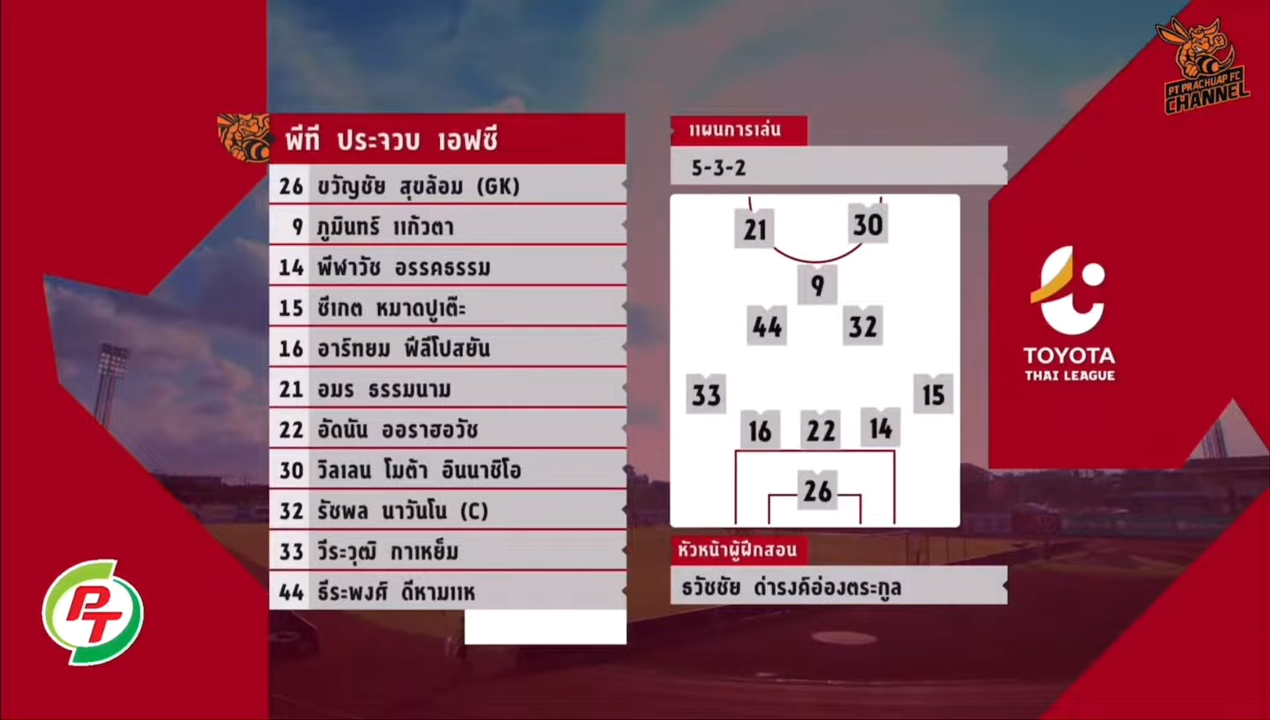 PT PRACHUAP FC
CHANNEL
พีที ประจวบ เอฟซี
26 ขวัญชัย สุขล้อม (GK)
9 ภูมินทร์ แก้วตา
14 พีฬาวัช อรรคธรรม
15 ซีเกต หมาดปูเต๊ะ
16 อาร์ทยม ฟีลีโปสยัน
21 อมร ธรรมนาม
22 อัดนัน ออราฮอวัช
30 วิลเลน โมต้า อินนาซิโอ
32 รัชพล นาวันโน (C)
33 วีระวุฒิ กาเหย็ม
44 ธีระพงศ์ ดีหามแห
แผนการเล่น
5-3-2
21 30
9
44 32
33 15
16 22 14
26
หัวหน้าผู้ฝึกสอน
ธวัชชัย ดำรงค์อ่องตระกูล
TOYOTA
THAI LEAGUE
PT